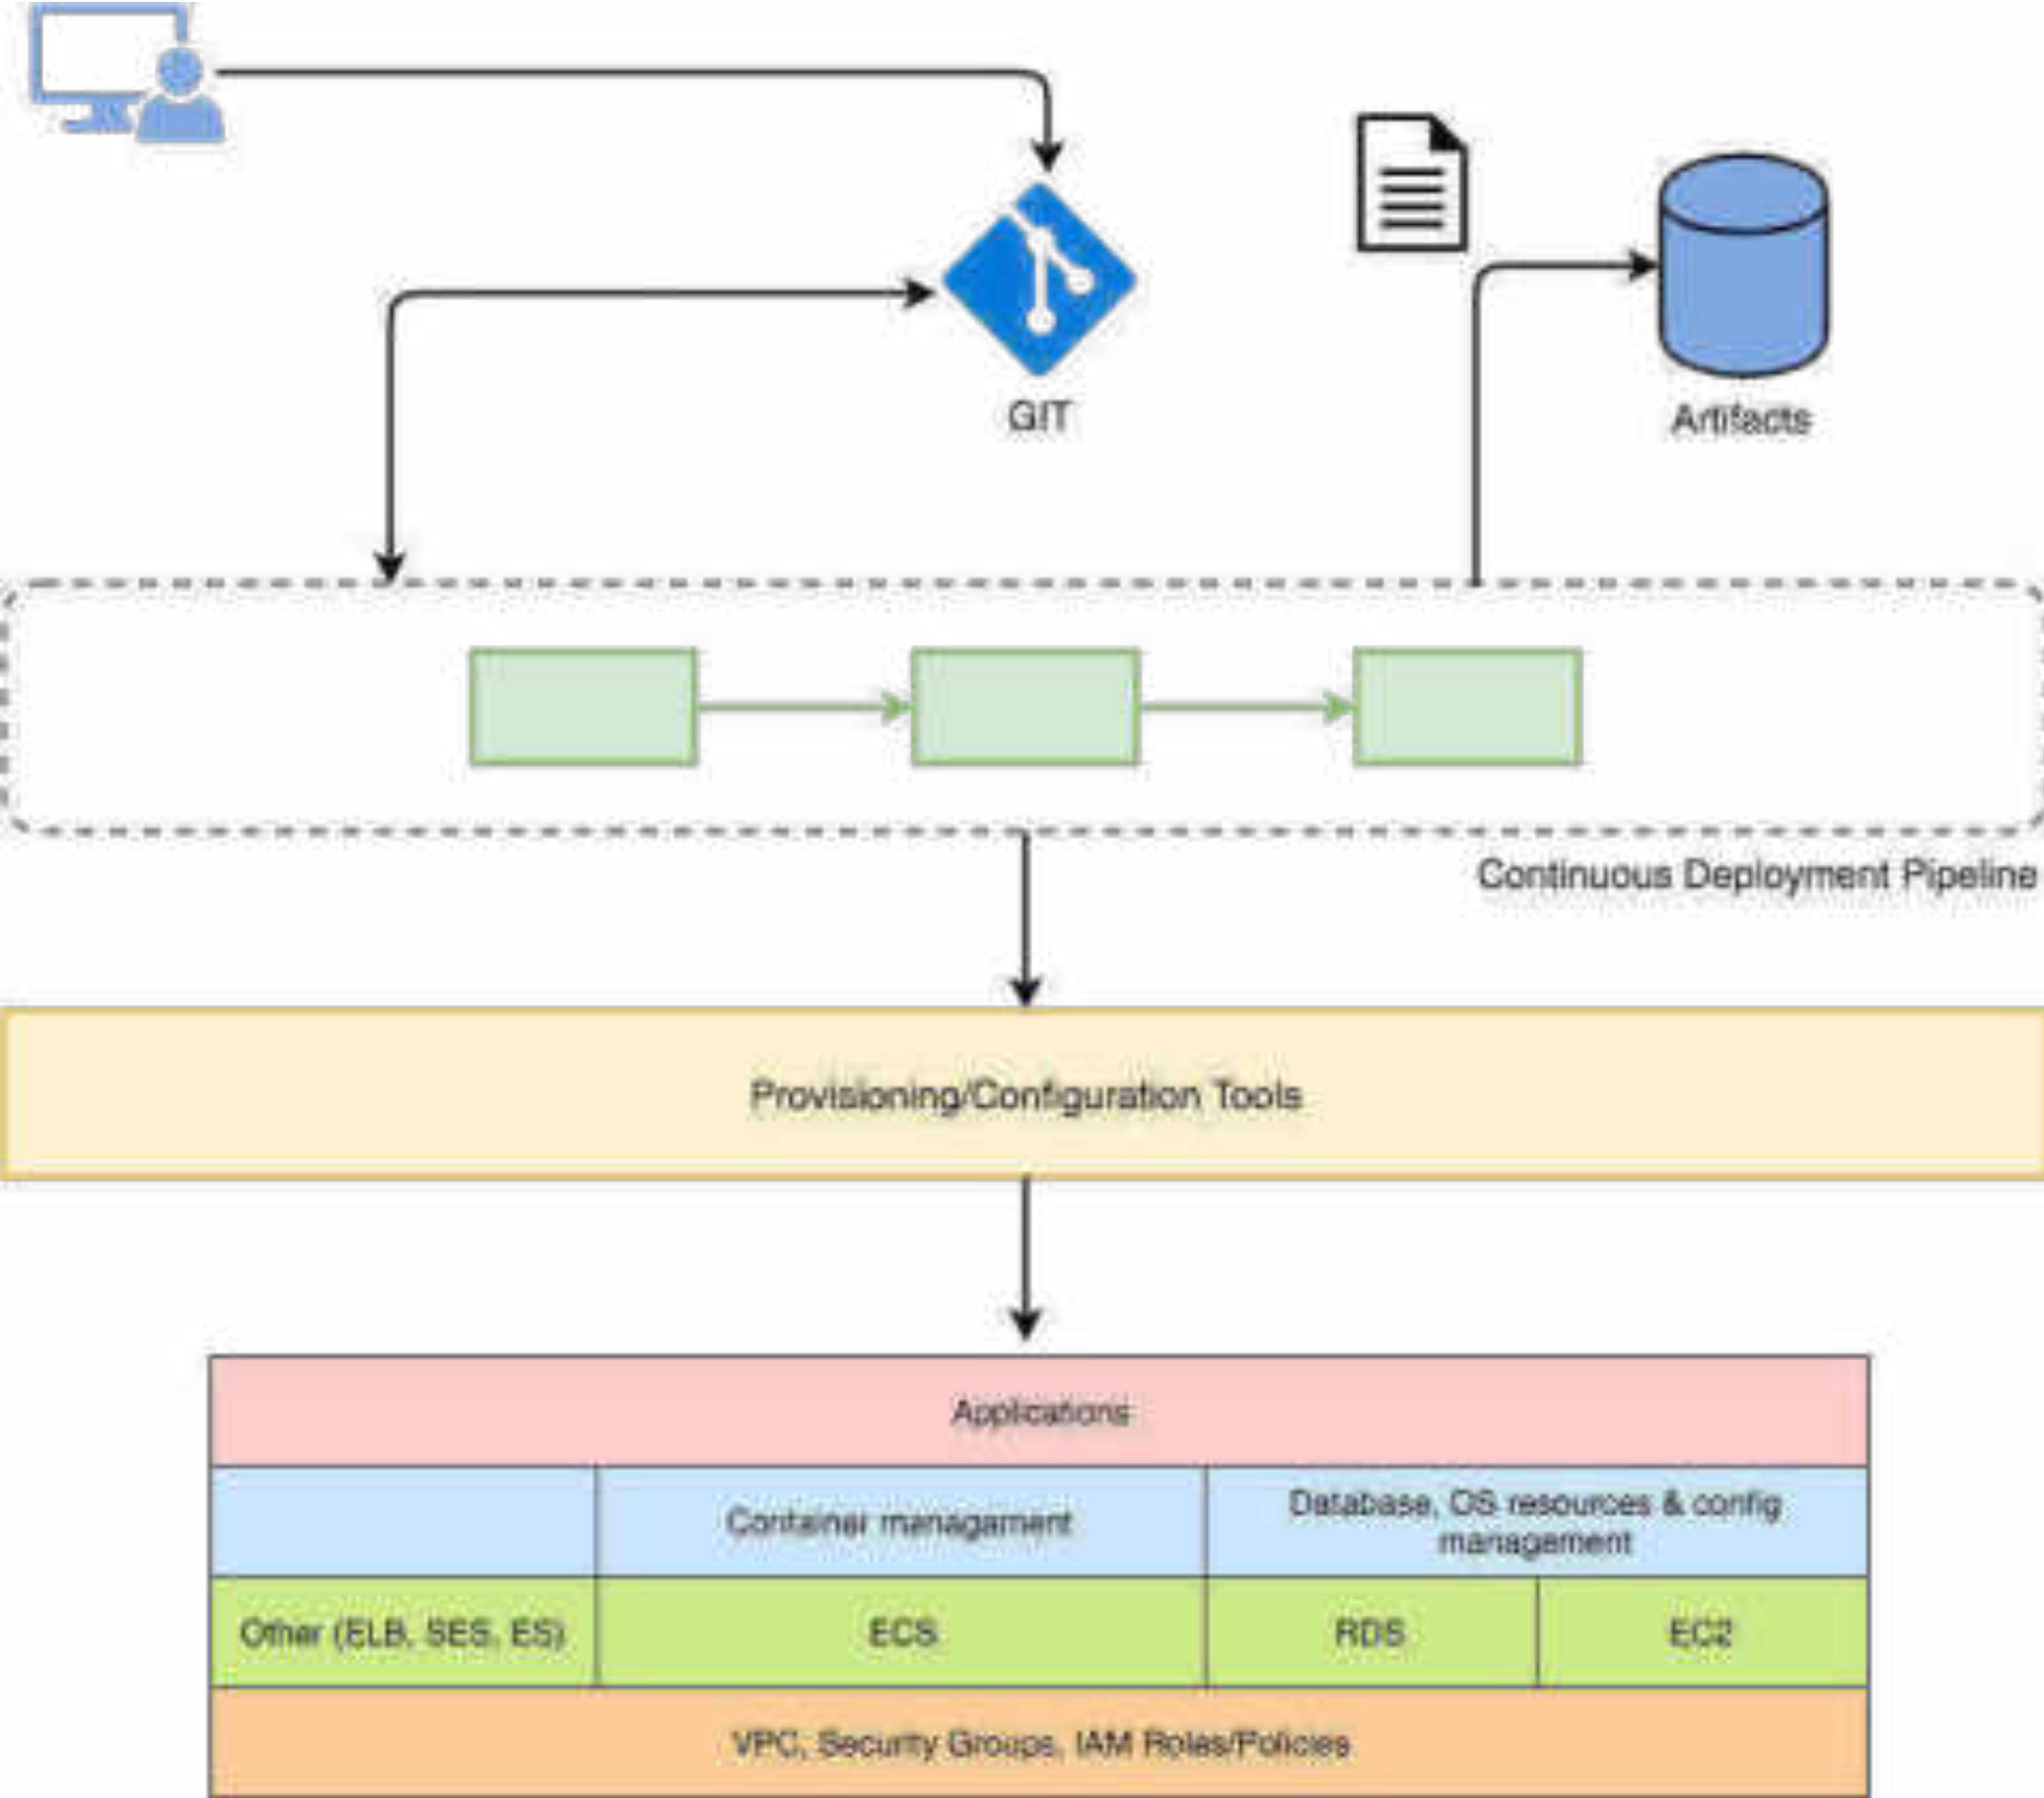 GIT
Artifacts
Continuous Deployment Pipeline
Provisioning/Configuration Tools
Applications
Container management
Database, OS resources & config
management
Other (ELB, SES, ES)
ECS
RDS
EC2
VPC, Security Groups, IAM Roles/Policies